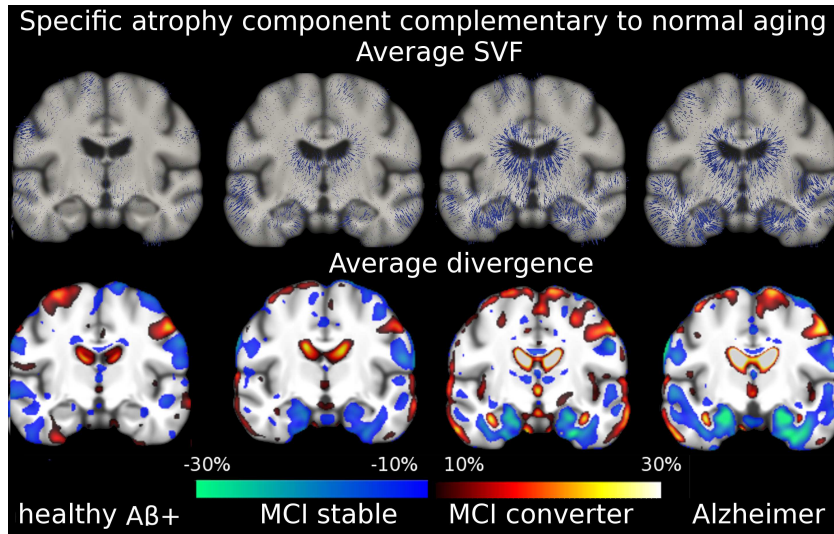 Specific atrophy component complementary to normal aging
Average SVF
Average divergence
-30% -10% 10% 30%
healthy Aβ+ MCI stable MCI converter Alzheimer